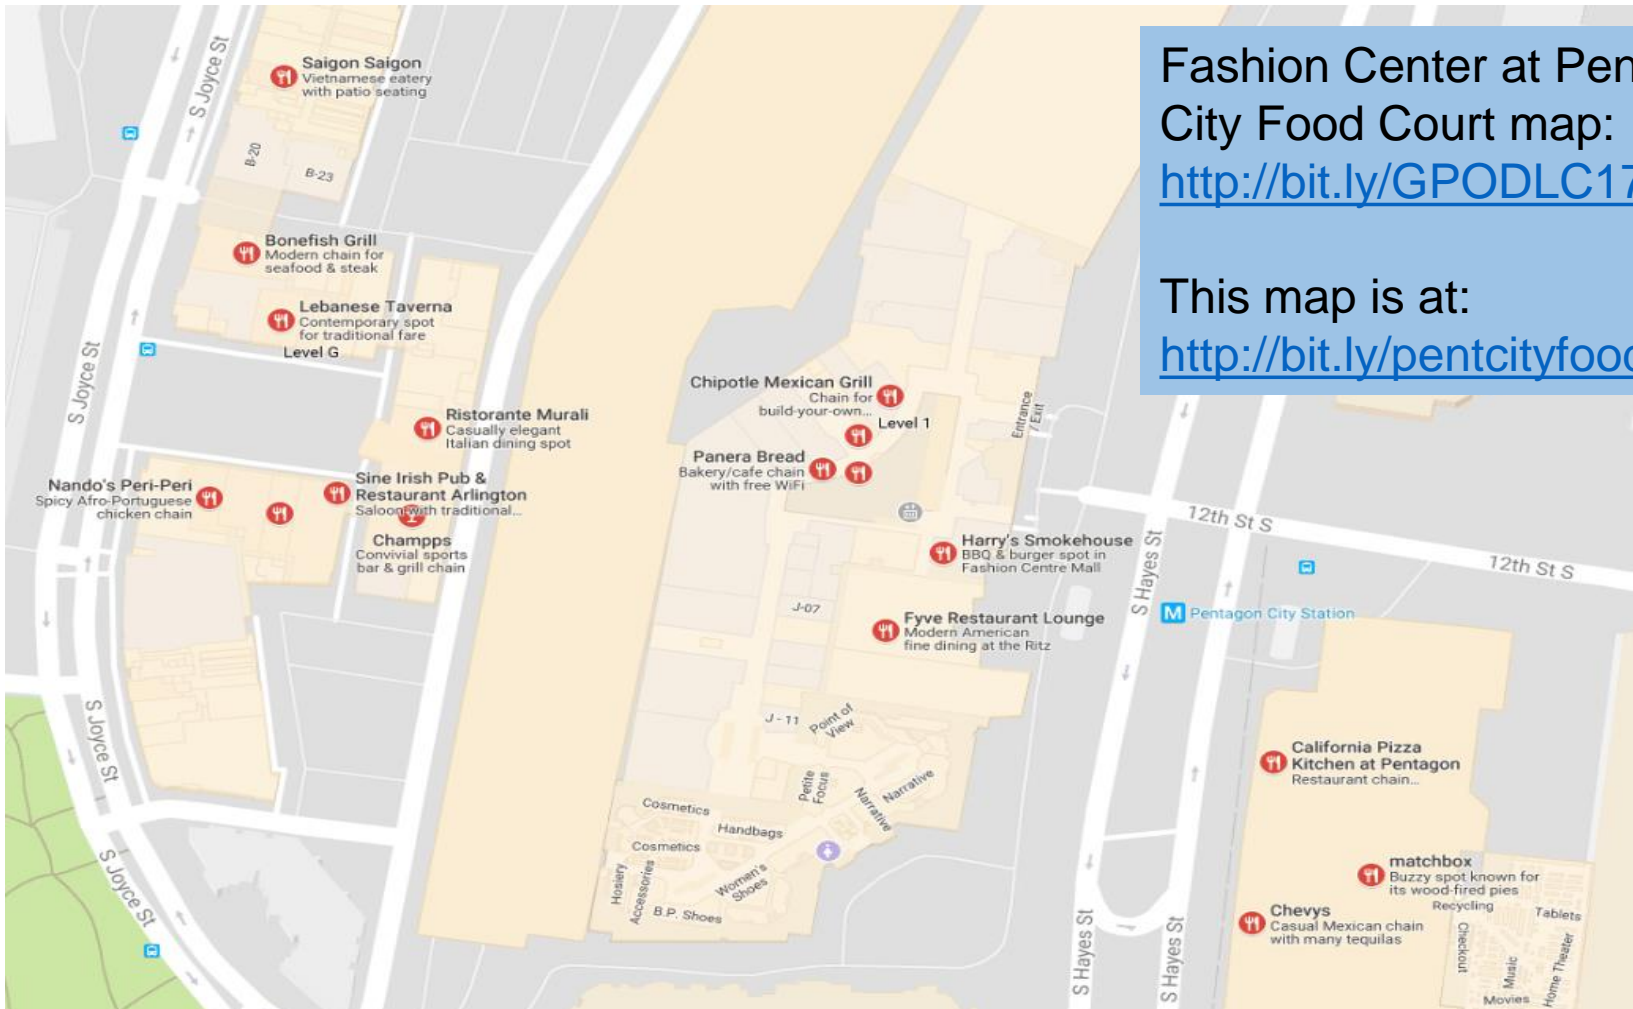 Fashion Center at Pen
City Food Court map:
http://bit.ly/GPODLC17
This map is at:
http://bit.ly/pentcityfood
S Joyce St
S Joyce St
Saigon Saigon
Vietnamese eatery
with patio seating
B-20
B-23
Bonefish Grill
Modern chain for
seafood & steak
Lebanese Taverna
Contemporary spot
for traditional fare
Level G
S Joyce St
Ristorante Murali
Casually elegant
Italian dining spot
Nando's Peri-Peri
Spicy Afro-Portuguese
chicken chain
Sine Irish Pub &
Restaurant Arlington
Saloon with traditional...
Champps
Convivial sports
bar & grill chain
Chipotle Mexican Grill
Chain for
build-your-own...
Level 1
Panera Bread
Bakery/cafe chain
with free WiFi
Entrance
/ Exit
Harry's Smokehouse
BBQ & burger spot in
Fashion Centre Mall
J-07
Fyve Restaurant Lounge
Modern American
fine dining at the Ritz
S Hayes St
12th St S
12th St S
M Pentagon City Station
J-11
Point of
View
Petite
Focus
Narrative
Narrative
Cosmetics
Handbags
Cosmetics
Hosiery
Accessories
Women's
Shoes
B.P. Shoes
S Joyce St
S Joyce St
S Hayes St
S Hayes St
California Pizza
Kitchen at Pentagon
Restaurant chain...
matchbox
Buzzy spot known for
its wood-fired pies
Recycling
Tablets
Chevys
Casual Mexican chain
with many tequilas
Checkout
Music
Movies
Home Theater